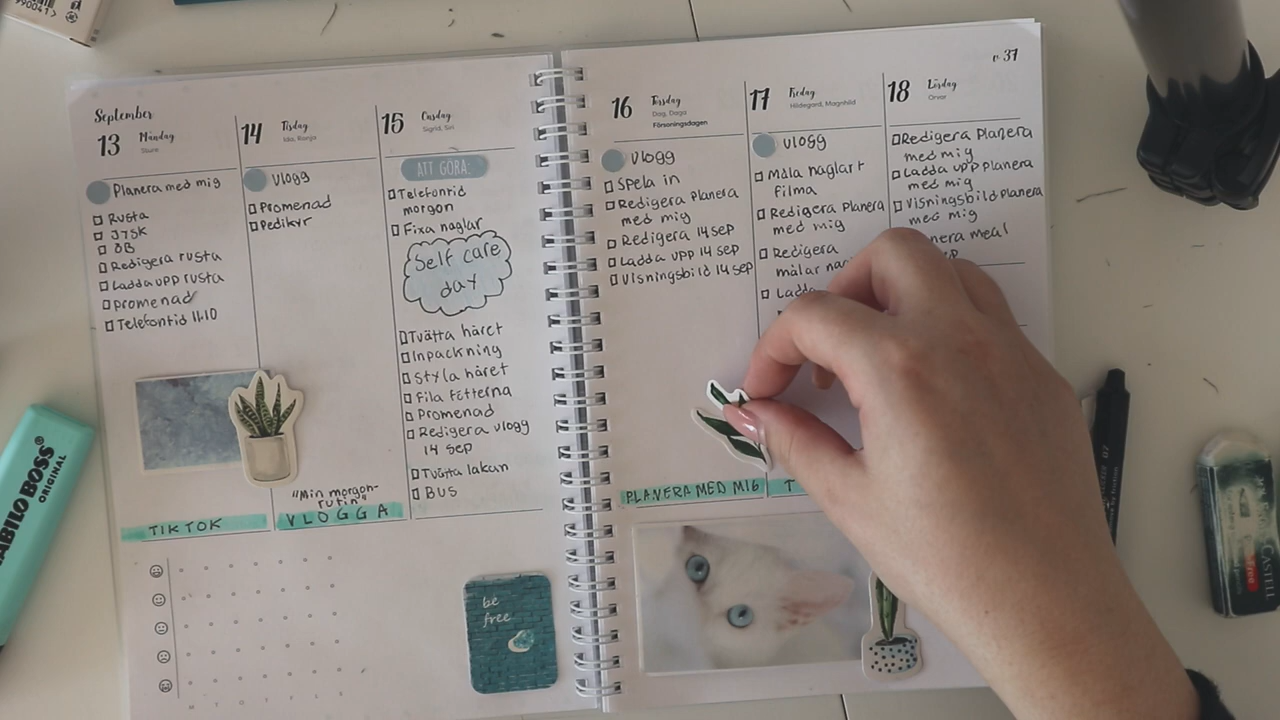 September
13 Måndag
Sture
Planera med mig
Rusta
JYSK
ÖB
Redigera rusta
Ladda upp rusta
promenad
Telefontid 11.10
TIKTOK
14 Tisdag
Ida, Ronja
Vlogg
Promenad
Pedikyr
"Min morgon-
rutin"
VLOGGA
15 Onsdag
Sigrid, Siri
ATT GÖRA:
Telefontid
morgon
Fixa naglar
Self care
day
Tvätta håret
Inpackning
Styla håret
Fila fötterna
Promenad
Redigera vlogg
14 sep
Tvätta lakan
BUS
be
free
M T O T F L S
16 Torsdag
Dag, Daga
Försoningsdagen
Vlogg
Spela in
Redigera Planera
med mig
Redigera 14 sep
Ladda upp 14 sep
Visningsbild 14 sep
PLANERA MED MIG
17 Fredag
Hildegard, Magnhild
Vlogg
Måla naglar +
filma
Redigera Planera
med mig
Redigera
målar
Ladda
T
v 37
18 Lördag
Orvar
Redigera Planera
med mig
Ladda upp planera
med mig
Visningsbild planera
med mig
STABILO BOSS®
ORIGINAL
CASTELL